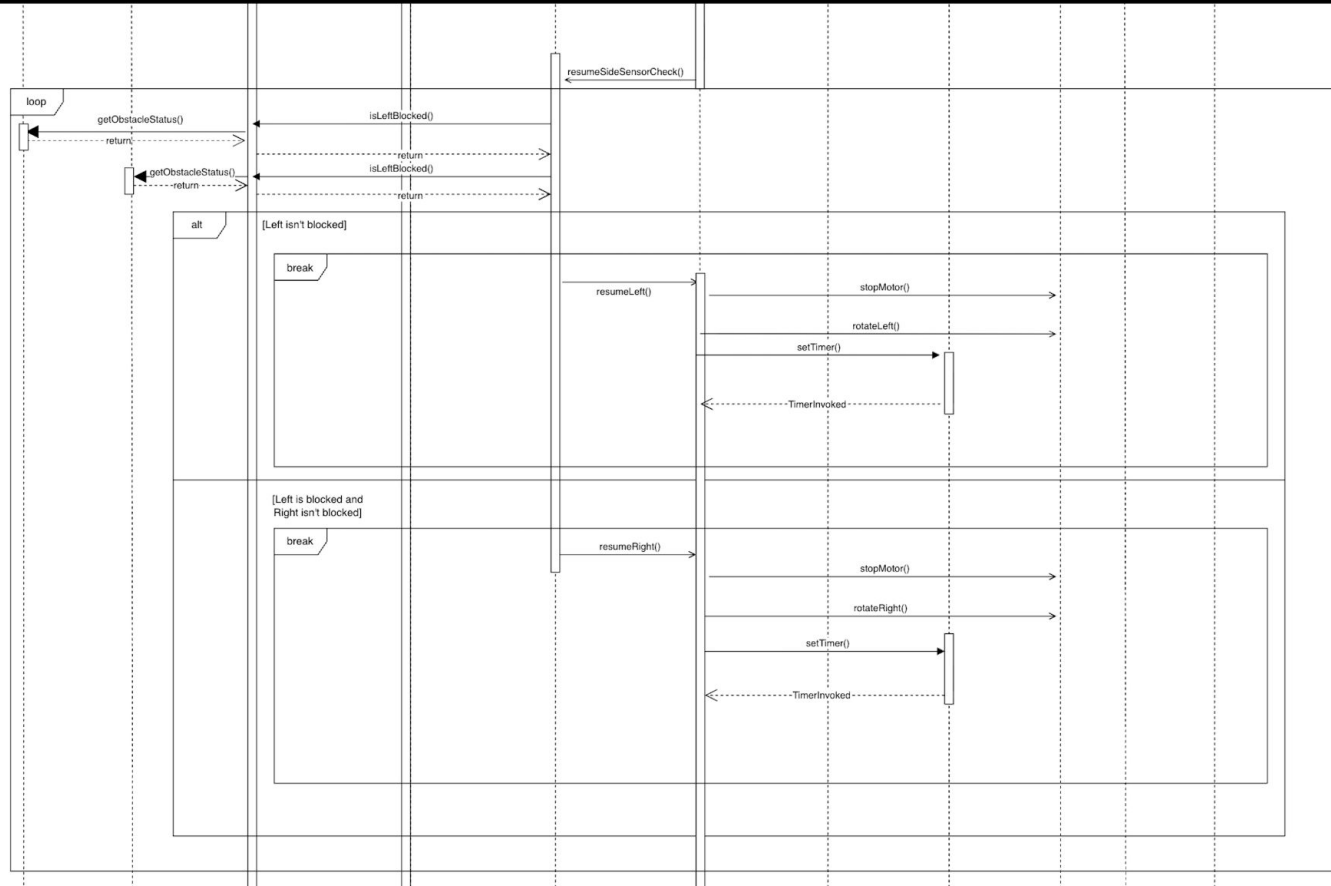 resumeSideSensorCheck()
loop
getObstacleStatus()
isLeftBlocked()
return
return
getObstacleStatus()
isLeftBlocked()
return
return
alt
[Left isn't blocked]
break
resumeLeft()
stopMotor()
rotateLeft()
setTimer()
TimerInvoked
[Left is blocked and
Right isn't blocked]
break
resumeRight()
stopMotor()
rotateRight()
setTimer()
TimerInvoked